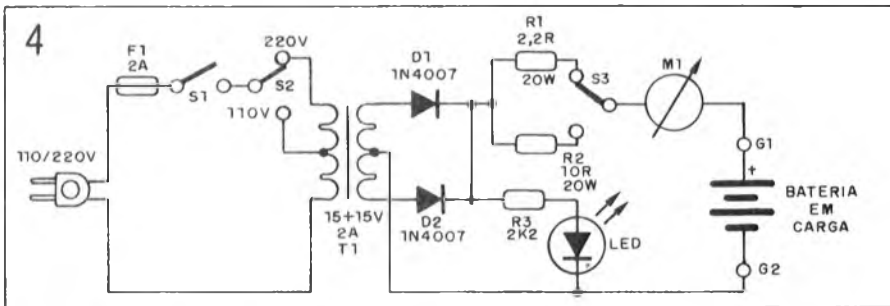 4
F1
2A
S1
S2
220V
110V
110/220V
15+15V
2A
T1
D1
1N4007
D2
1N4007
R1
2,2R
20W
S3
R2
10R
20W
R3
2K2
LED
M1
G1
+
BATERIA
EM
CARGA
G2